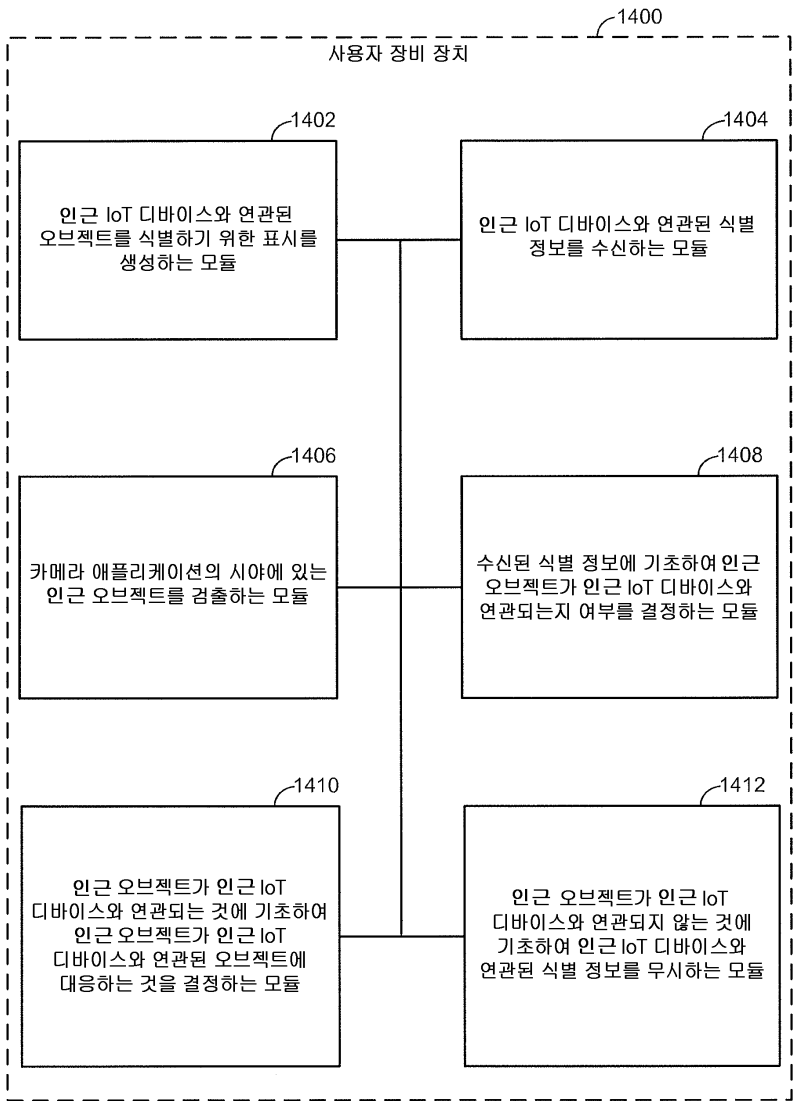 1400
사용자 장비 장치
1402
인근 IoT 디바이스와 연관된
오브젝트를 식별하기 위한 표시를
생성하는 모듈
1404
인근 IoT 디바이스와 연관된 식별
정보를 수신하는 모듈
1406
카메라 애플리케이션의 시야에 있는
인근 오브젝트를 검출하는 모듈
1408
수신된 식별 정보에 기초하여 인근
오브젝트가 인근 IoT 디바이스와
연관되는지 여부를 결정하는 모듈
1410
인근 오브젝트가 인근 IoT
디바이스와 연관되는 것에 기초하여
인근 오브젝트가 인근 IoT
디바이스와 연관된 오브젝트에
대응하는 것을 결정하는 모듈
1412
인근 오브젝트가 인근 IoT
디바이스와 연관되지 않는 것에
기초하여 인근 IoT 디바이스와
연관된 식별 정보를 무시하는 모듈